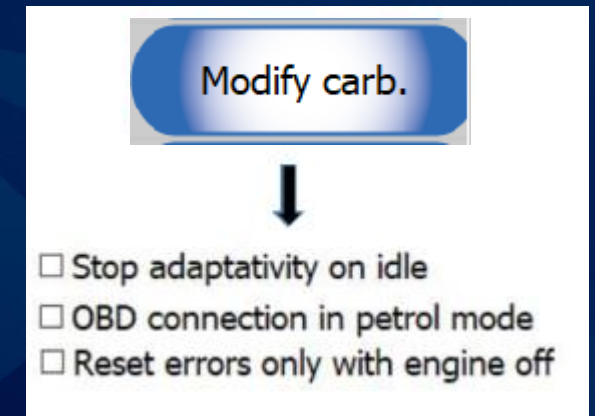 Modify carb.
Stop adaptativity on idle
OBD connection in petrol mode
Reset errors only with engine off